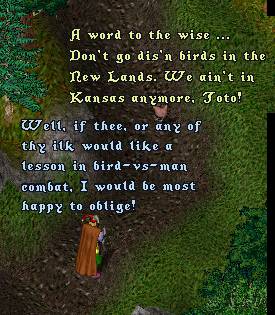 A word to the wise ...
Don't go dis'n birds in the
New Lands. We ain't in
Kansas anymore, Toto!
Well, if thee, or any of
thy ilk would like a
lesson in bird-vs-man
combat, I would be most
happy to oblige!